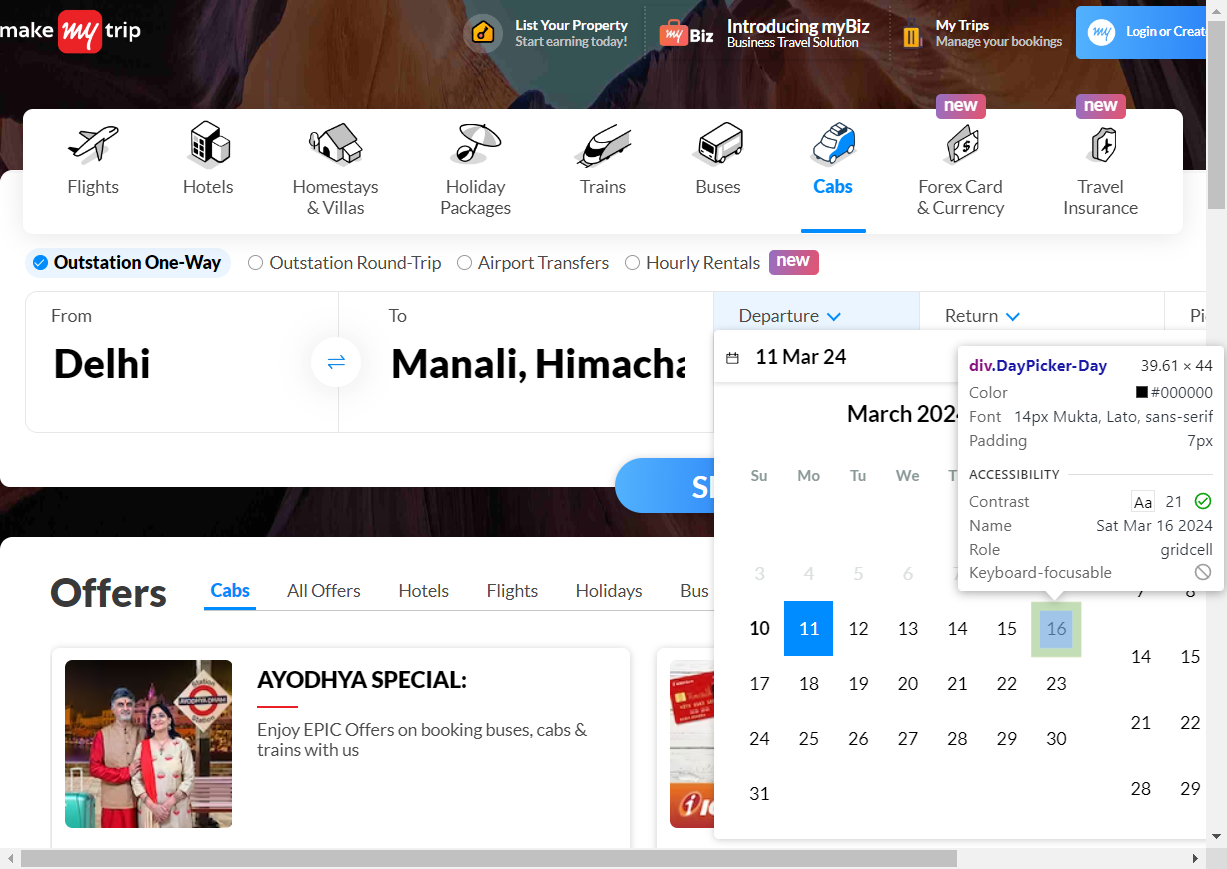 make my trip
List Your Property
Start earning today!
my Biz
Introducing myBiz
Business Travel Solution
My Trips
Manage your bookings
my
Login or Creat
new
new
Flights
Hotels
Homestays
& Villas
Holiday
Packages
Trains
Buses
Cabs
Forex Card
& Currency
Travel
Insurance
Outstation One-Way
Outstation Round-Trip
Airport Transfers
Hourly Rentals
new
From
Delhi
To
Manali, Himacha
Departure
Return
Pi
11 Mar 24
March 2024
Su Mo Tu We T
3 4 5 6 7
10 11 12 13 14 15 16
17 18 19 20 21 22 23
24 25 26 27 28 29 30
31
7 8
14 15
21 22
28 29
div.DayPicker-Day 39.61 × 44
Color #000000
Font 14px Mukta, Lato, sans-serif
Padding 7px
ACCESSIBILITY
Contrast Aa 21
Name Sat Mar 16 2024
Role gridcell
Keyboard-focusable
Offers
Cabs
All Offers
Hotels
Flights
Holidays
Bus
Station
AYODHYA DHAM
Station
AYODHYA SPECIAL:
Enjoy EPIC Offers on booking buses, cabs &
trains with us